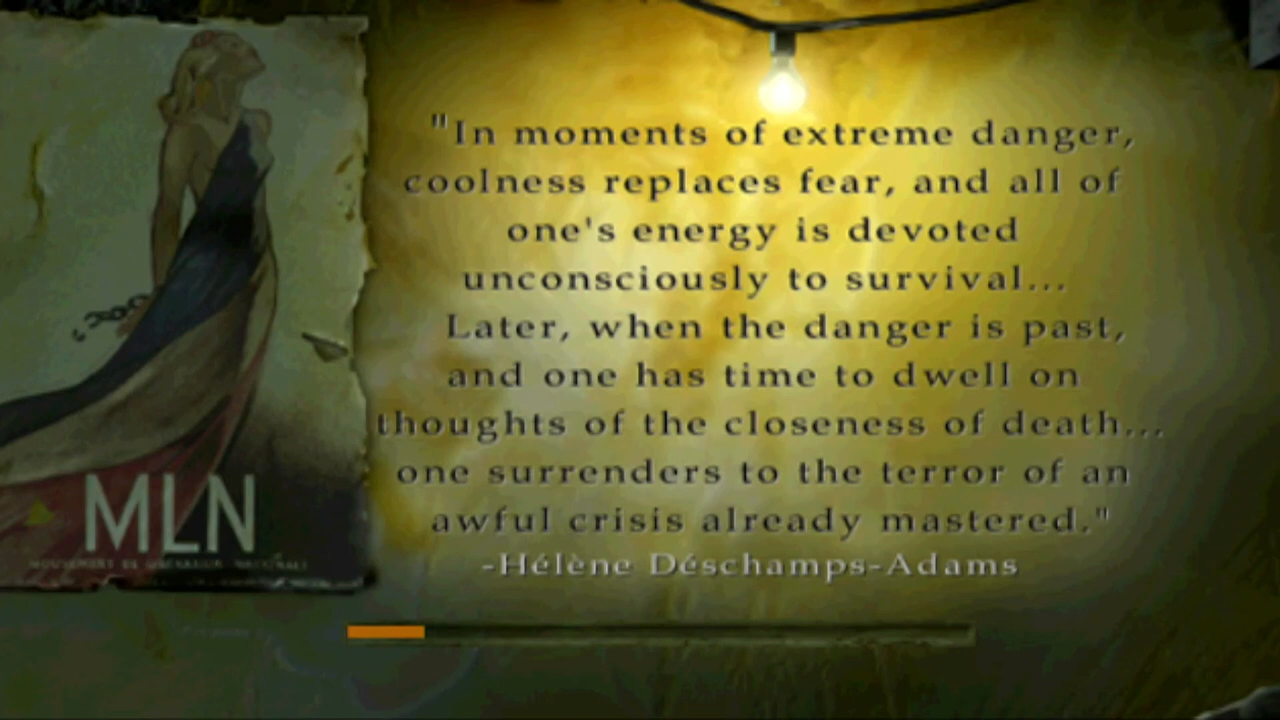 "In moments of extreme danger,
coolness replaces fear, and all of
one's energy is devoted
unconsciously to survival...
Later, when the danger is past,
and one has time to dwell on
thoughts of the closeness of death...
one surrenders to the terror of an
awful crisis already mastered."
-Hélène Déschamps-Adams
MLN
MOUVEMENT DE